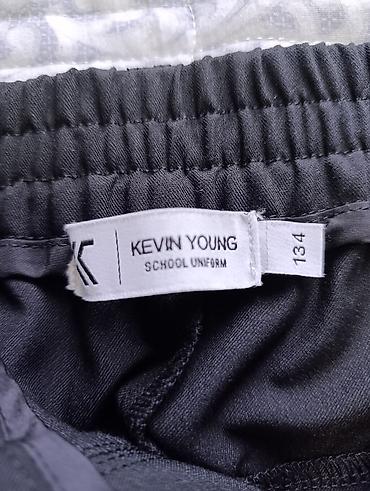 K
KEVIN YOUNG
SCHOOL UNIFORM
134